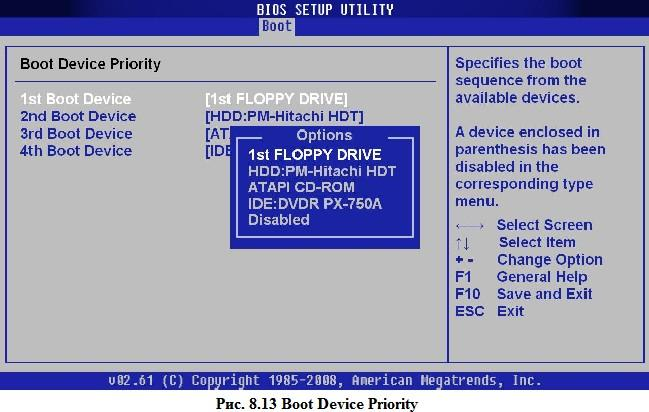 BIOS SETUP UTILITY
Boot
Boot Device Priority
1st Boot Device [1st FLOPPY DRIVE]
2nd Boot Device [HDD:PM-Hitachi HDT]
3rd Boot Device [AT
4th Boot Device [IDE
Options
1st FLOPPY DRIVE
HDD:PM-Hitachi HDT
ATAPI CD-ROM
IDE:DVDR PX-750A
Disabled
Specifies the boot
sequence from the
available devices.
A device enclosed in
parenthesis has been
disabled in the
corresponding type
menu.
←→ Select Screen
↑↓ Select Item
+ - Change Option
F1 General Help
F10 Save and Exit
ESC Exit
v02.61 (C) Copyright 1985-2008, American Megatrends, Inc.
Рис. 8.13 Boot Device Priority